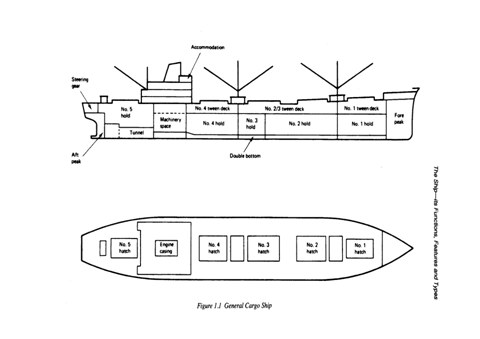 Accommodation
Steering
gear
No. 5
hold
No. 4 tween deck
No. 2/3 tween deck
No. 1 tween deck
Machinery
space
No. 4 hold
No. 3
hold
No. 2 hold
No. 1 hold
Fore
peak
Tunnel
Aft
peak
Double bottom
No. 5
hatch
Engine
casing
No. 4
hatch
No. 3
hatch
No. 2
hatch
No. 1
hatch
Figure 1.1 General Cargo Ship
The Ship—its Functions, Features and Types